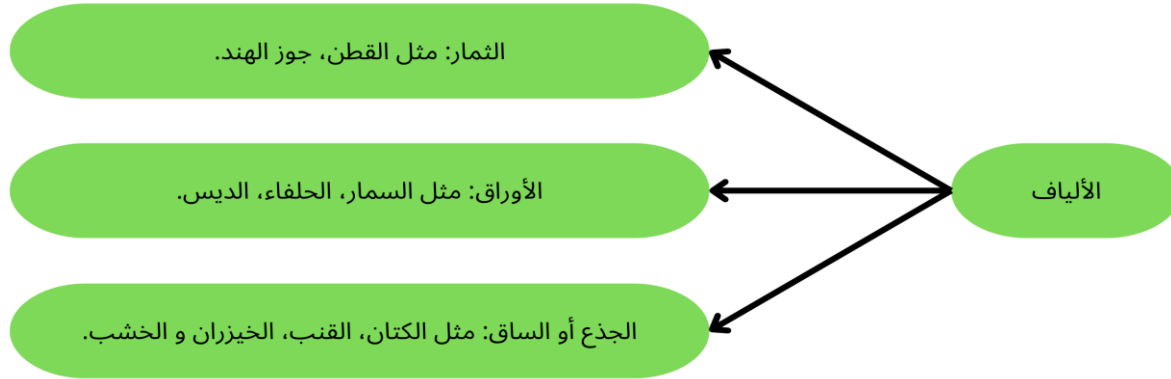 الألياف
الثمار: مثل القطن، جوز الهند.
الأوراق: مثل السمار، الحلفاء، الديس.
الجذع أو الساق: مثل الكتان، القنب، الخيزران و الخشب.